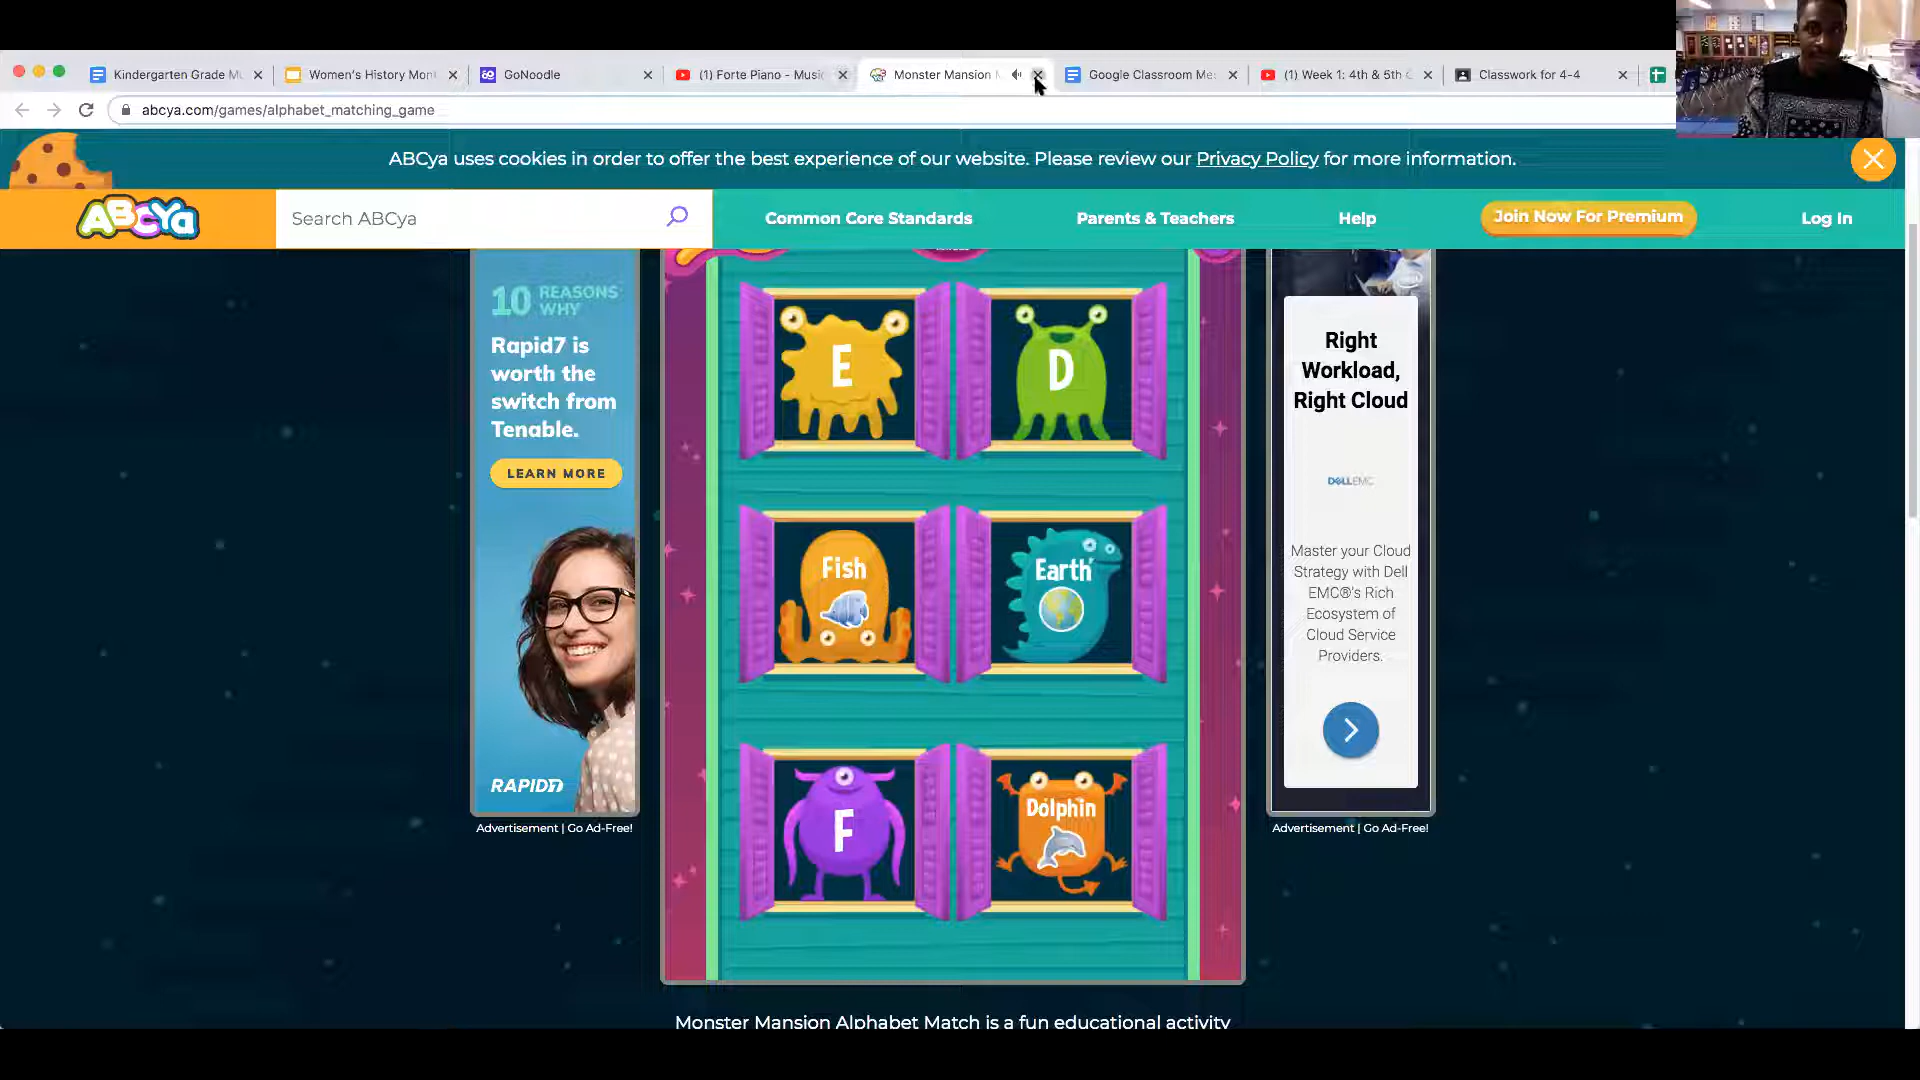 Kindergarten Grade Mu
Women's History Mont
GoNoodle
(1) Forte Piano - Music
Monster Mansion M
Google Classroom Me
(1) Week 1: 4th & 5th G
Classwork for 4-4
abcya.com/games/alphabet_matching_game
ABCya uses cookies in order to offer the best experience of our website. Please review our Privacy Policy for more information.
ABCYa
Search ABCya
Common Core Standards
Parents & Teachers
Help
Join Now For Premium
Log In
10 REASONS
WHY
Rapid7 is
worth the
switch from
Tenable.
LEARN MORE
RAPID7
Advertisement | Go Ad-Free!
E
D
Fish
Earth
F
Dolphin
Right
Workload,
Right Cloud
DELLEMC
Master your Cloud
Strategy with Dell
EMC®'s Rich
Ecosystem of
Cloud Service
Providers.
Advertisement | Go Ad-Free!
Monster Mansion Alphabet Match is a fun educational activity